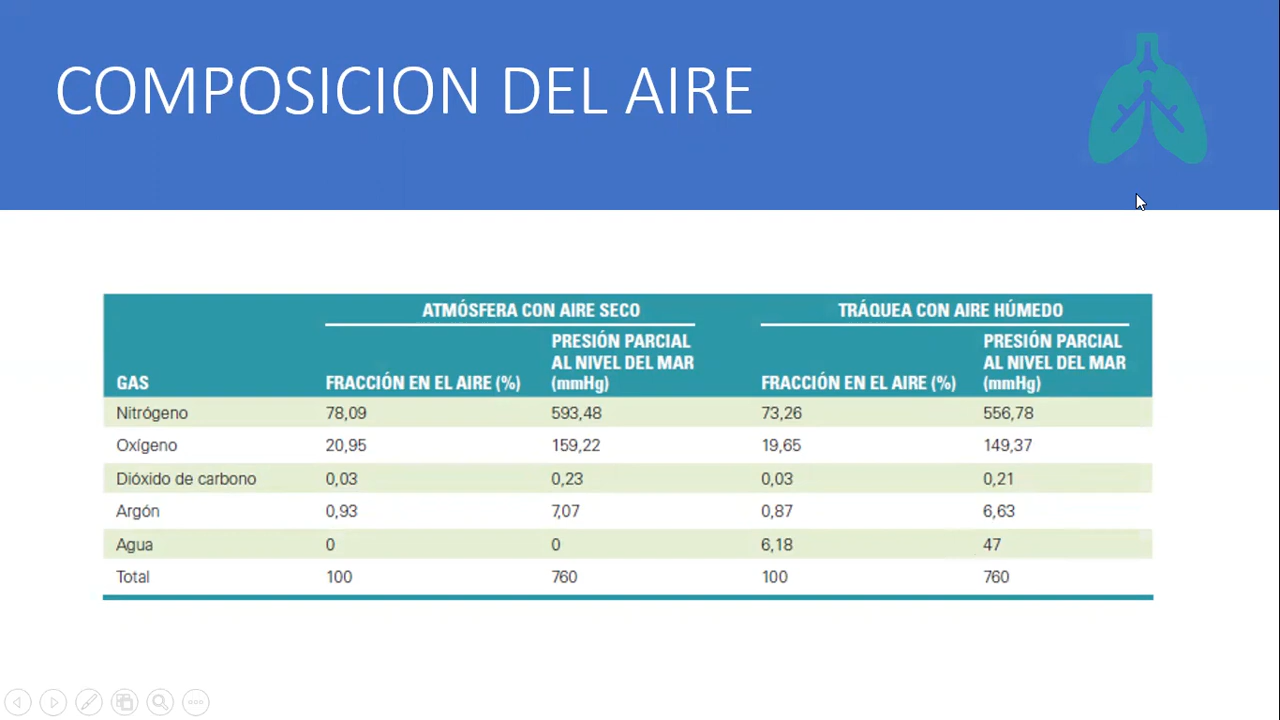 COMPOSICION DEL AIRE
ATMÓSFERA CON AIRE SECO TRÁQUEA CON AIRE HÚMEDO
GAS FRACCIÓN EN EL AIRE (%) PRESIÓN PARCIAL AL NIVEL DEL MAR (mmHg) FRACCIÓN EN EL AIRE (%) PRESIÓN PARCIAL AL NIVEL DEL MAR (mmHg)
Nitrógeno 78,09 593,48 73,26 556,78
Oxígeno 20,95 159,22 19,65 149,37
Dióxido de carbono 0,03 0,23 0,03 0,21
Argón 0,93 7,07 0,87 6,63
Agua 0 0 6,18 47
Total 100 760 100 760